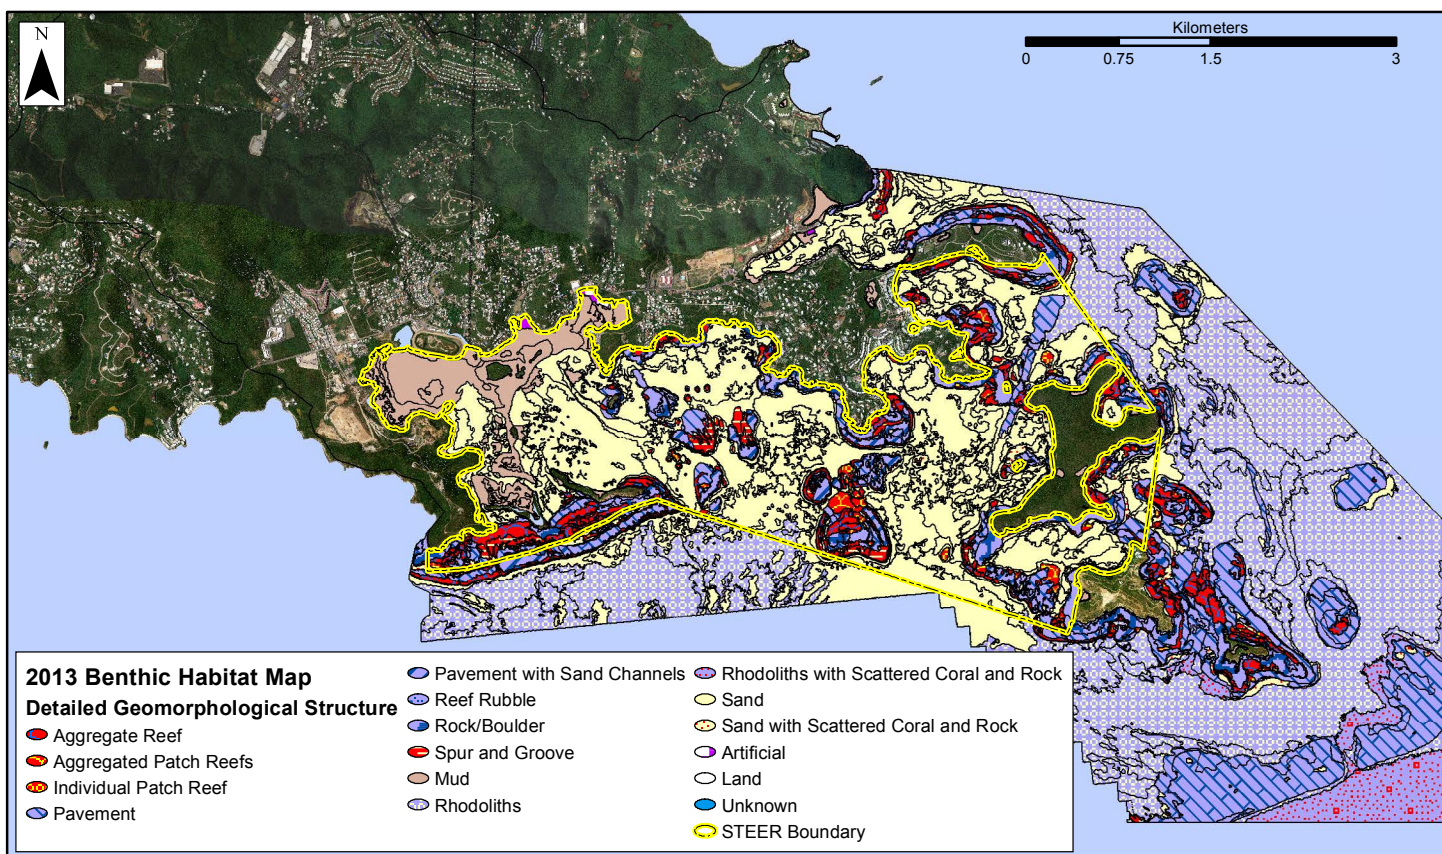 N
Kilometers
0 0.75 1.5 3
2013 Benthic Habitat Map
Detailed Geomorphological Structure
Aggregate Reef
Aggregated Patch Reefs
Individual Patch Reef
Pavement
Pavement with Sand Channels
Reef Rubble
Rock/Boulder
Spur and Groove
Mud
Rhodoliths
Rhodoliths with Scattered Coral and Rock
Sand
Sand with Scattered Coral and Rock
Artificial
Land
Unknown
STEER Boundary